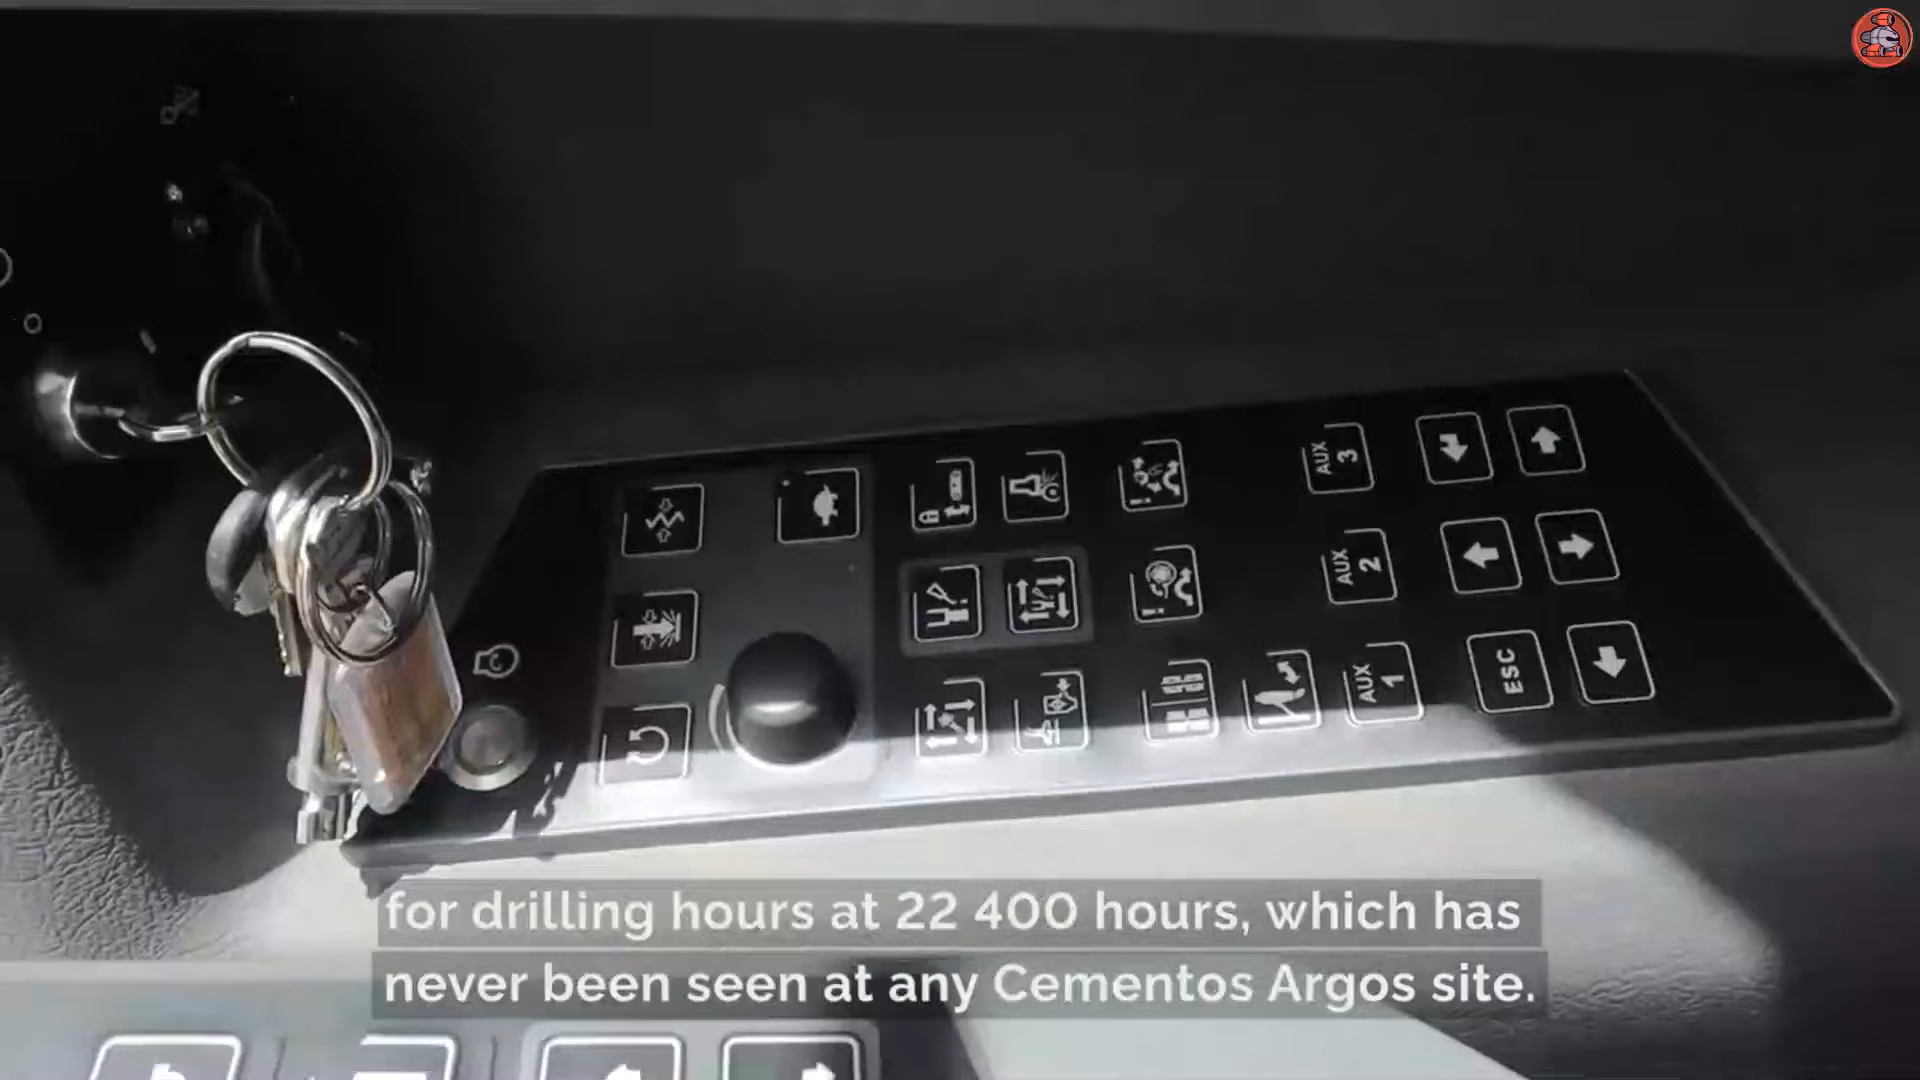 AUX 3
AUX 2
AUX 1
ESC
for drilling hours at 22 400 hours, which has
never been seen at any Cementos Argos site.